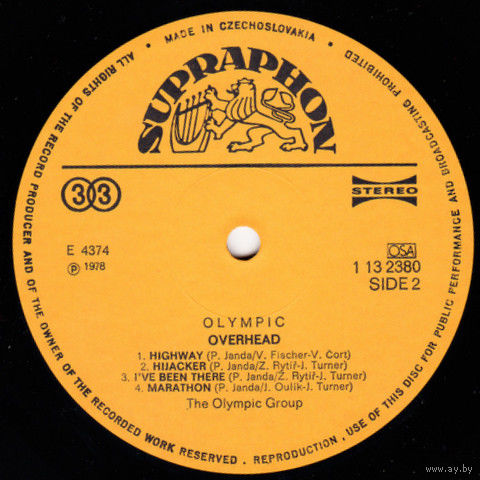 ALL RIGHTS OF THE RECORD PRODUCER AND OF THE OWNER OF THE RECORDED WORK RESERVED . REPRODUCTION, USE OF THIS DISC FOR PUBLIC PERFORMANCE AND BROADCASTING PROHIBITED
• MADE IN CZECHOSLOVAKIA •
SUPRAPHON
33
STEREO
E 4374
OSA
℗ 1978
1 13 2380
SIDE 2
OLYMPIC
OVERHEAD
1. HIGHWAY (P. Janda/V. Fischer-V. Čort)
2. HIJACKER (P. Janda/Z. Rytíř-J. Turner)
3. I'VE BEEN THERE (P. Janda/Z. Rytíř-J. Turner)
4. MARATHON (P. Janda/J. Oulík-J. Turner)
The Olympic Group
www.ay.by